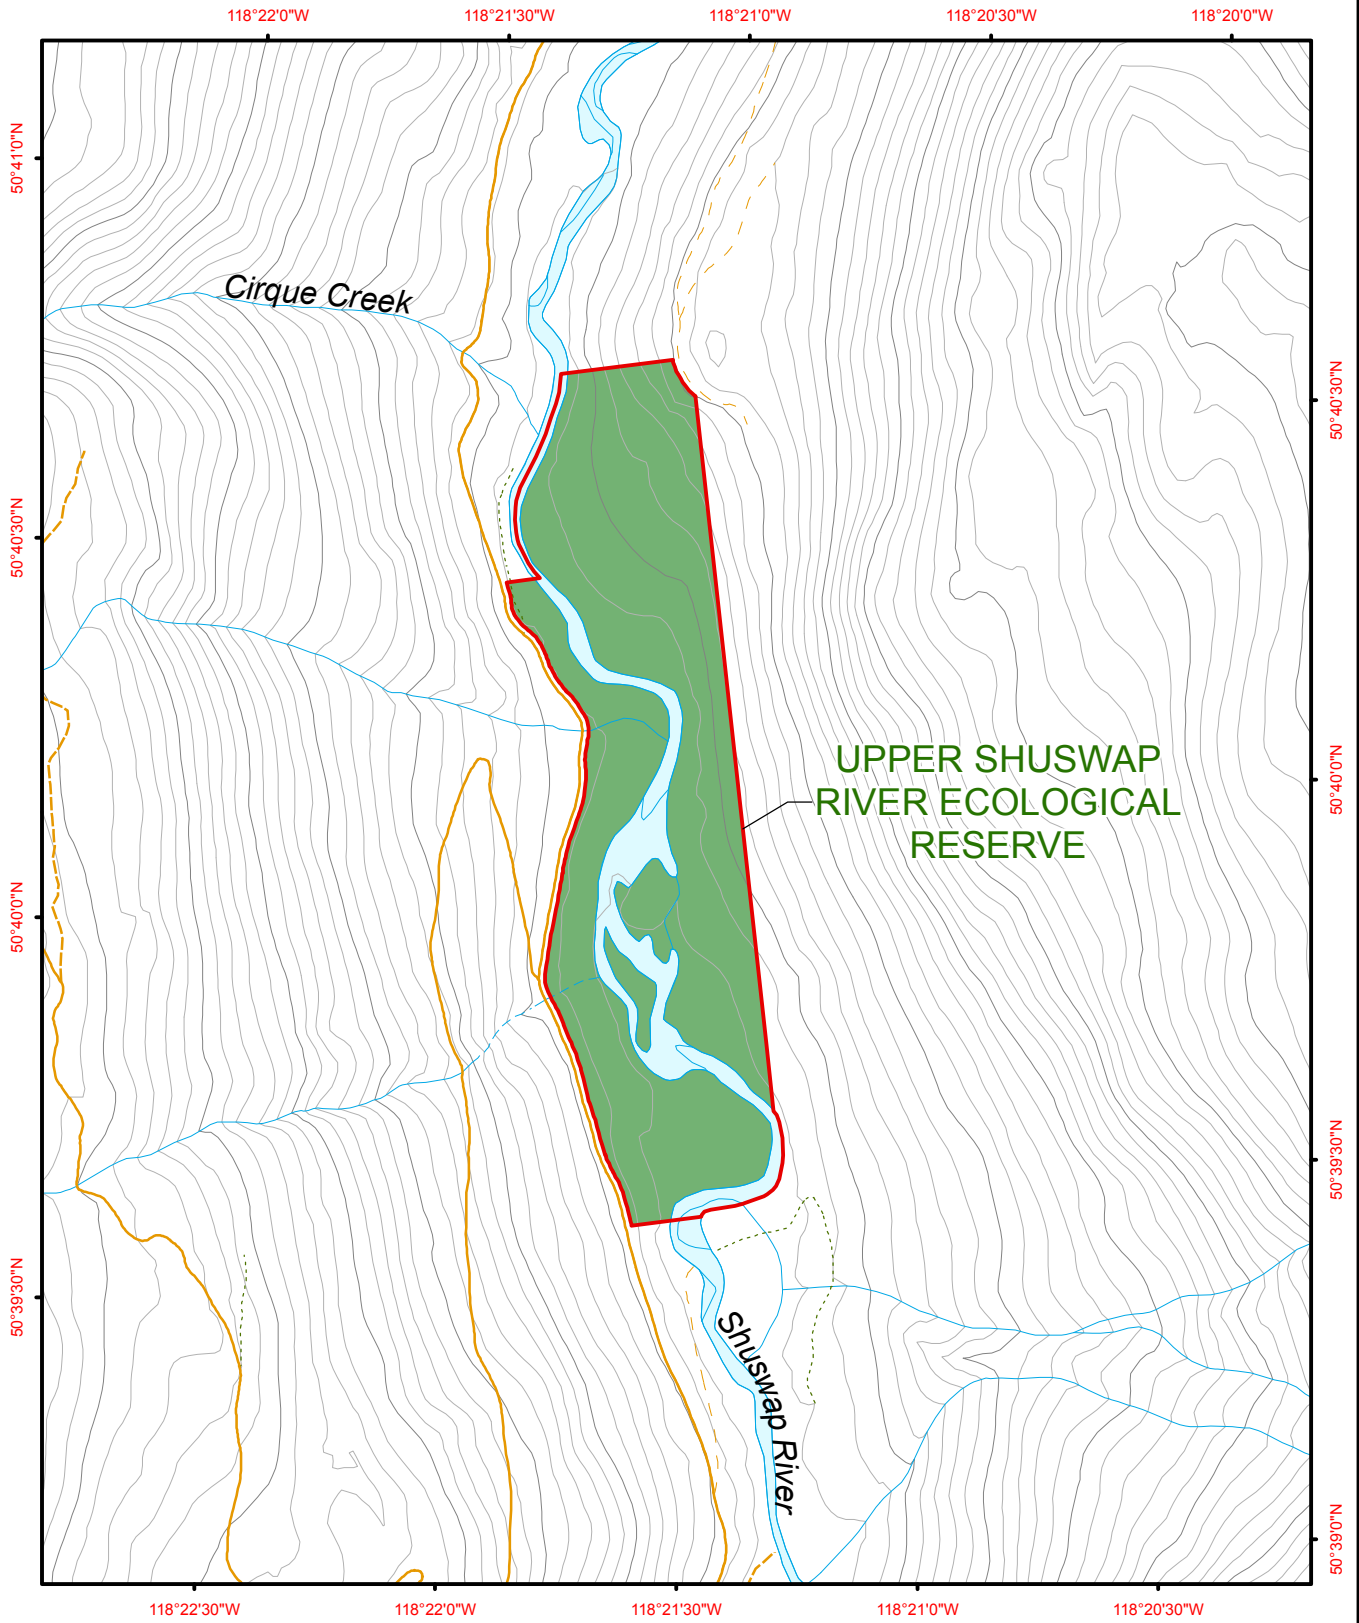 118°22'0"W
118°21'30"W
118°21'0"W
118°20'30"W
118°20'0"W
50°41'0"N
50°40'30"N
50°40'0"N
50°39'30"N
Cirque Creek
UPPER SHUSWAP
RIVER ECOLOGICAL
RESERVE
Shuswap River
50°40'30"N
50°40'0"N
50°39'30"N
50°39'0"N
118°22'30"W
118°22'0"W
118°21'30"W
118°21'0"W
118°20'30"W